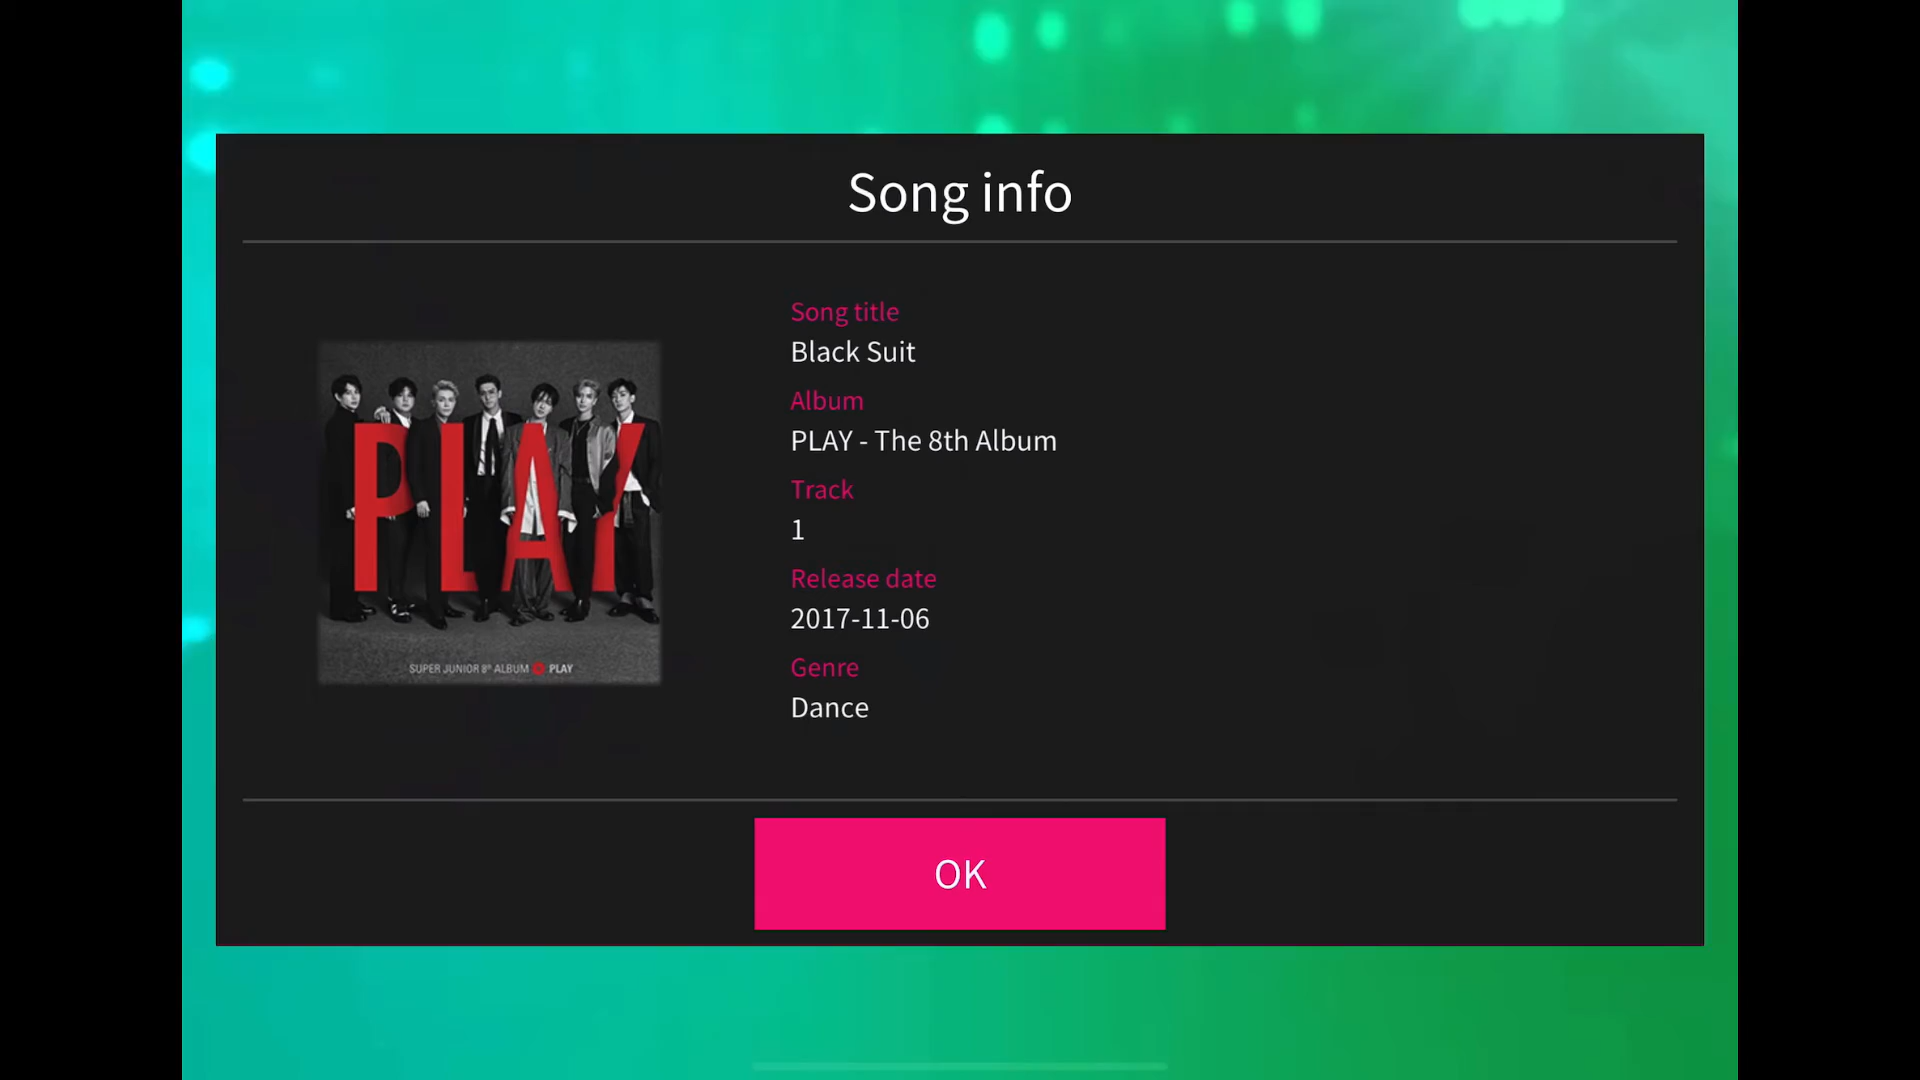 Song info
PLAY
SUPER JUNIOR 8th ALBUM PLAY
Song title
Black Suit
Album
PLAY - The 8th Album
Track
1
Release date
2017-11-06
Genre
Dance
OK